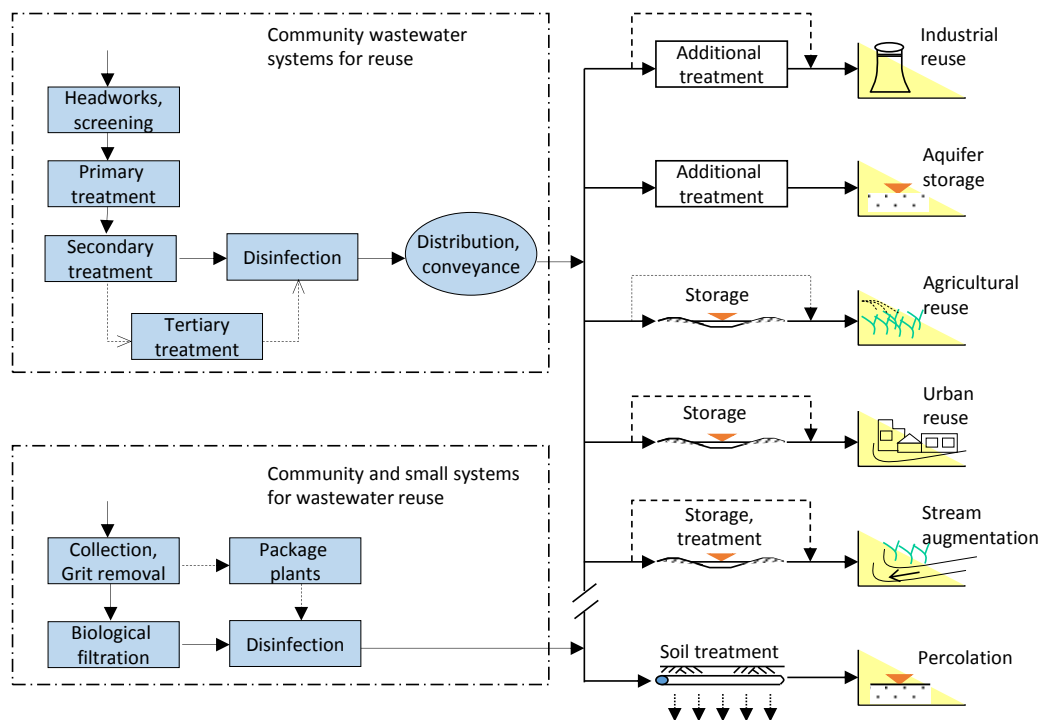 Community wastewater
systems for reuse
Headworks,
screening
Primary
treatment
Secondary
treatment
Disinfection
Distribution,
conveyance
Tertiary
treatment
Community and small systems
for wastewater reuse
Collection,
Grit removal
Package
plants
Biological
filtration
Disinfection
Additional
treatment
Industrial
reuse
Additional
treatment
Aquifer
storage
Storage
Agricultural
reuse
Storage
Urban
reuse
Storage,
treatment
Stream
augmentation
Soil treatment
Percolation